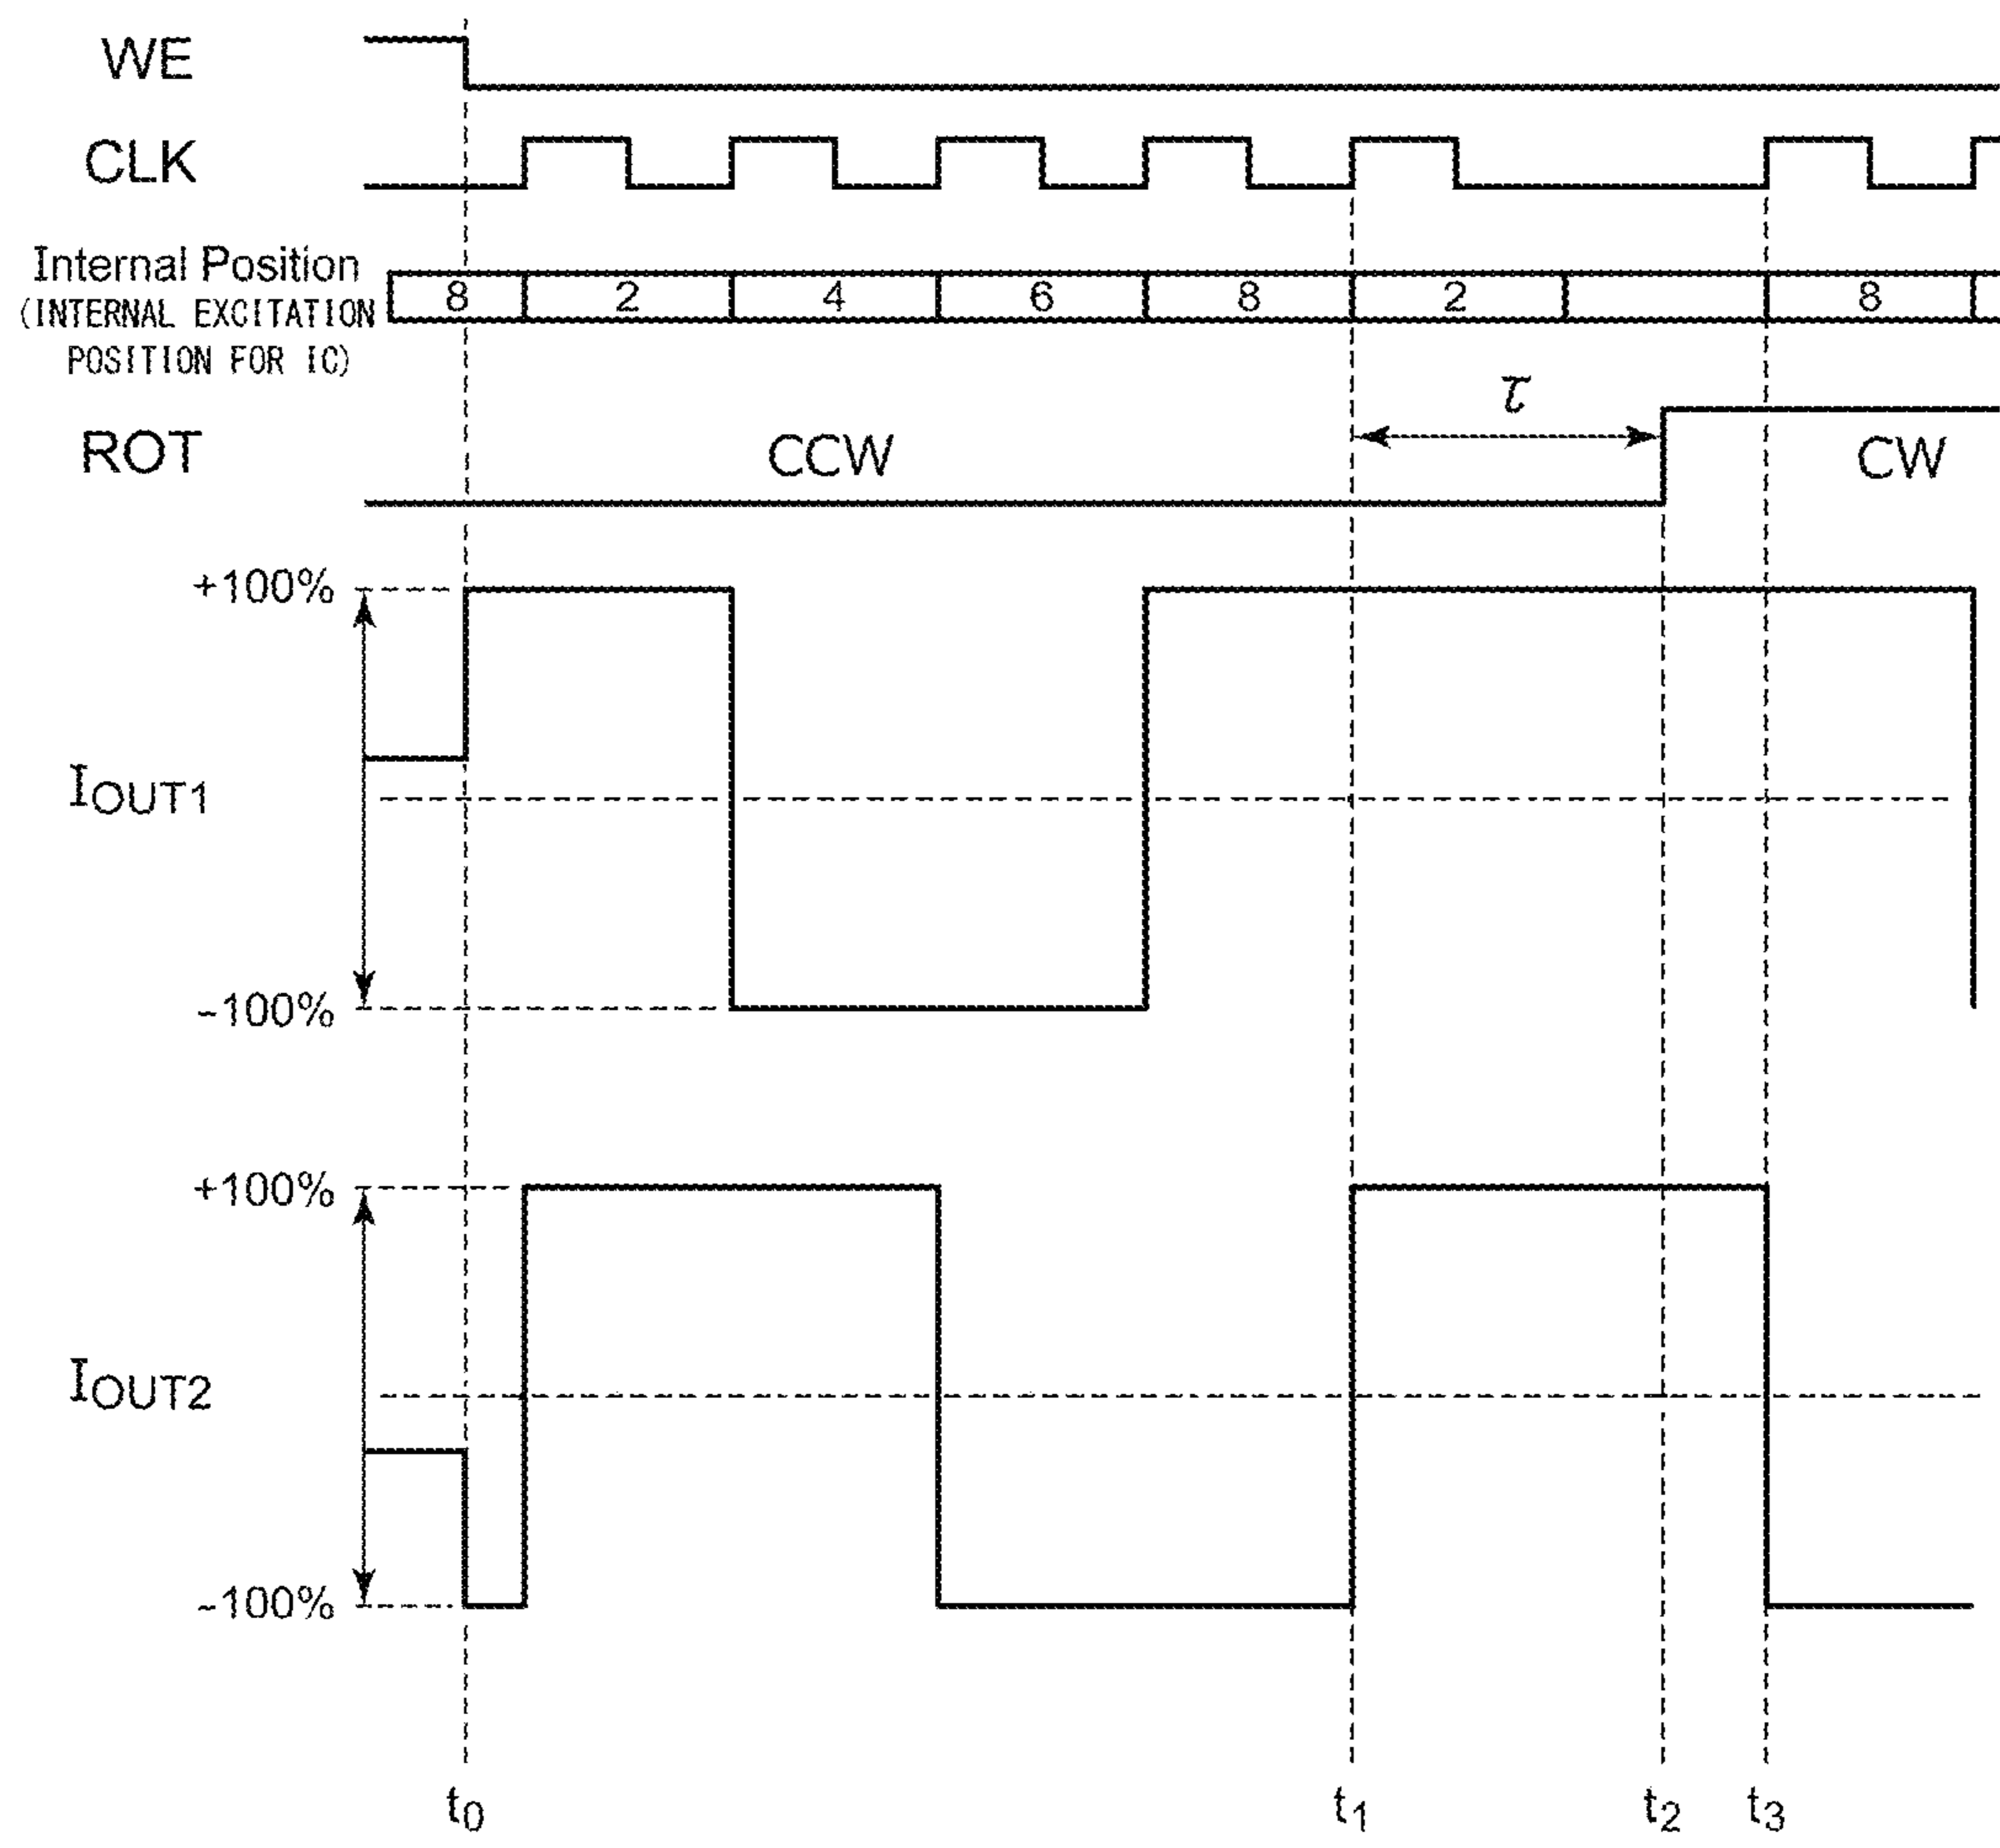 WE
CLK
Internal Position
(INTERNAL EXCITATION
POSITION FOR IC)
8 2 4 6 8 2 8
τ
ROT
CCW
CW
+100%
IOUT1
-100%
+100%
IOUT2
-100%
t0 t1 t2 t3